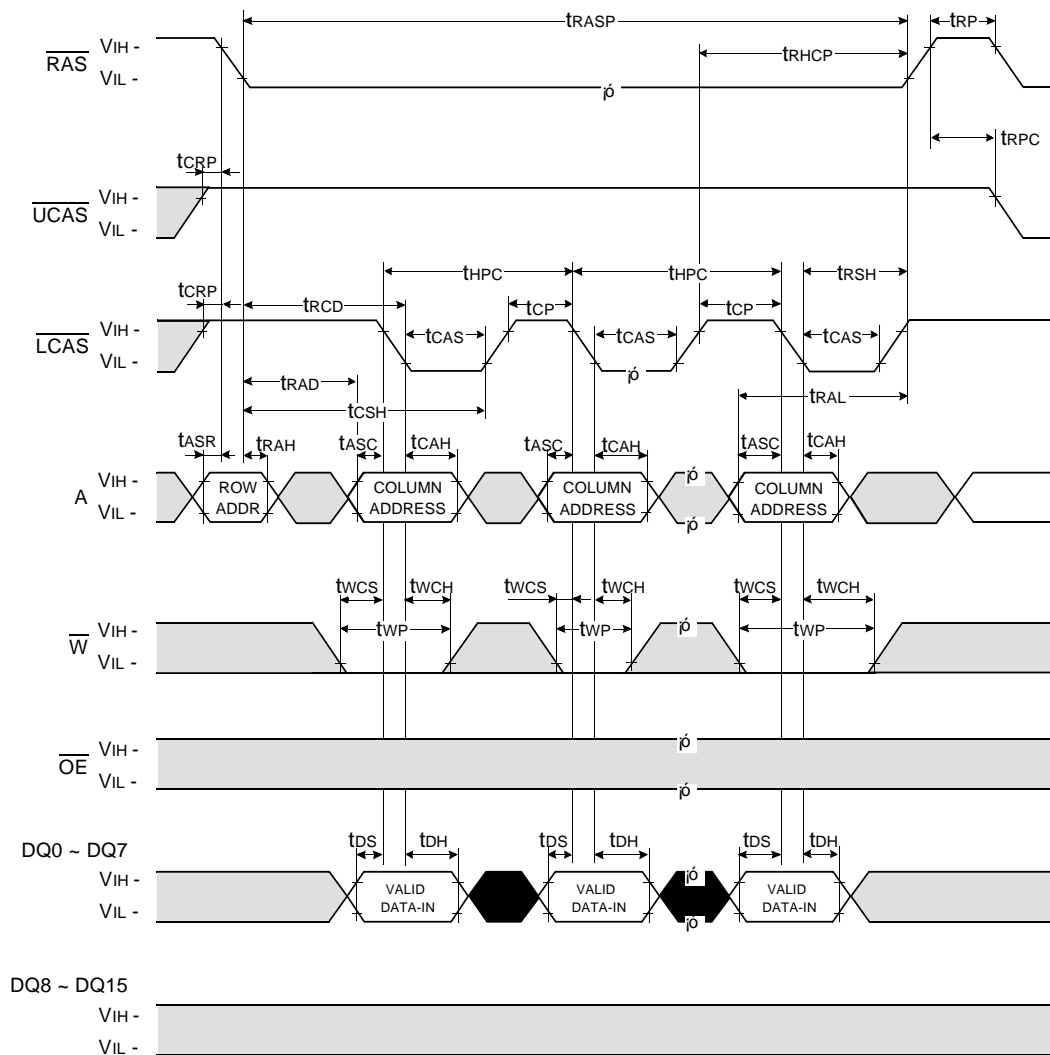 tRASP
tRP
tRHCP
RAS
VIH -
VIL -
¡ó
tRPC
tCRP
UCAS
VIH -
VIL -
tHPC
tHPC
tRSH
tCRP
tRCD
tCP
tCP
LCAS
VIH -
VIL -
tCAS
tCAS
tCAS
¡ó
tRAD
tCSH
tRAL
tASR
tRAH
tASC
tCAH
tASC
tCAH
tASC
tCAH
A
VIH -
VIL -
ROW
ADDR
COLUMN
ADDRESS
COLUMN
ADDRESS
¡ó
¡ó
COLUMN
ADDRESS
tWCS
tWCH
tWCS
tWCH
tWCS
tWCH
tWP
tWP
tWP
W
VIH -
VIL -
¡ó
OE
VIH -
VIL -
¡ó
¡ó
DQ0 ~ DQ7
tDS
tDH
tDS
tDH
tDS
tDH
VIH -
VIL -
VALID
DATA-IN
VALID
DATA-IN
¡ó
¡ó
VALID
DATA-IN
DQ8 ~ DQ15
VIH -
VIL -